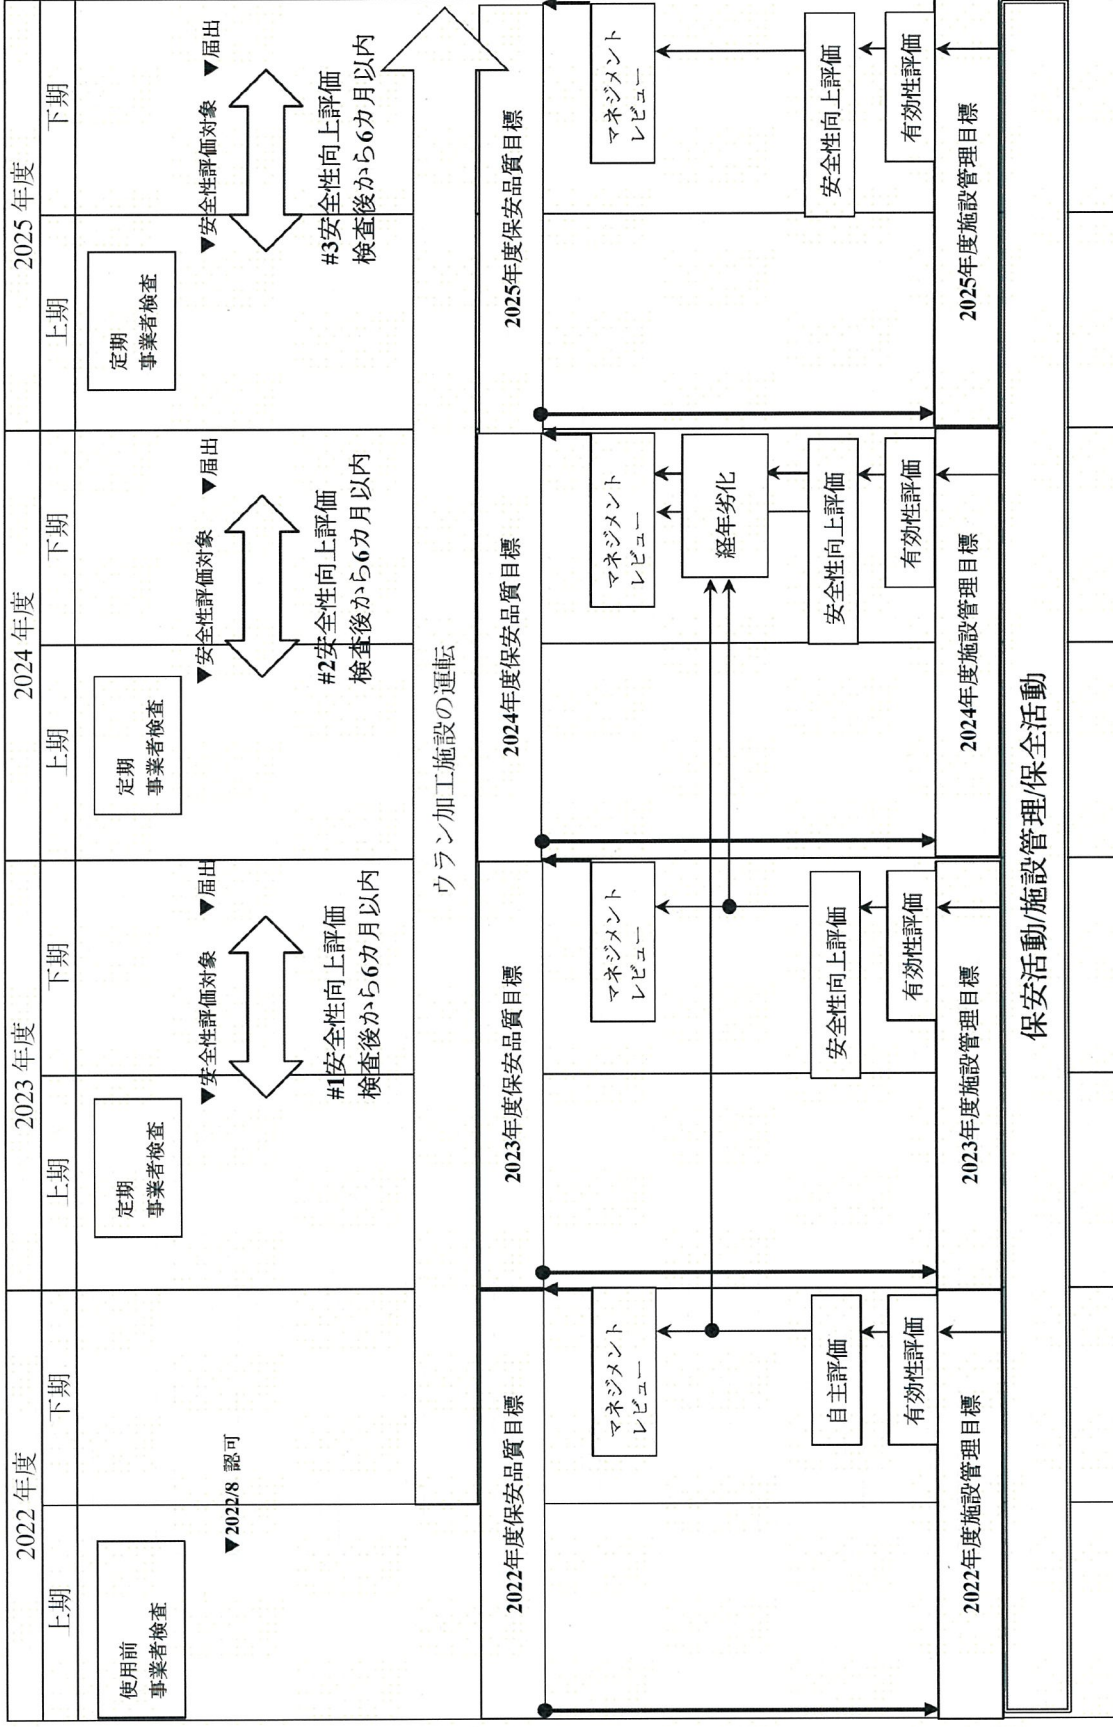 2022 年度
2023 年度
2024 年度
2025 年度
上期
下期
上期
下期
上期
下期
上期
下期
使用前
事業者検査
定期
事業者検査
定期
事業者検査
定期
事業者検査
▼2022/8 認可
▼安全性評価対象
▼届出
▼安全性評価対象
▼届出
▼安全性評価対象
▼届出
#1安全性向上評価
検査後から6カ月以内
#2安全性向上評価
検査後から6カ月以内
#3安全性向上評価
検査後から6カ月以内
ウラン加工施設の運転
2022年度保安品質目標
2023年度保安品質目標
2024年度保安品質目標
2025年度保安品質目標
マネジメント
レビュー
マネジメント
レビュー
マネジメント
レビュー
マネジメント
レビュー
経年劣化
自主評価
安全性向上評価
安全性向上評価
安全性向上評価
有効性評価
有効性評価
有効性評価
有効性評価
2022年度施設管理目標
2023年度施設管理目標
2024年度施設管理目標
2025年度施設管理目標
保安活動/施設管理/保全活動